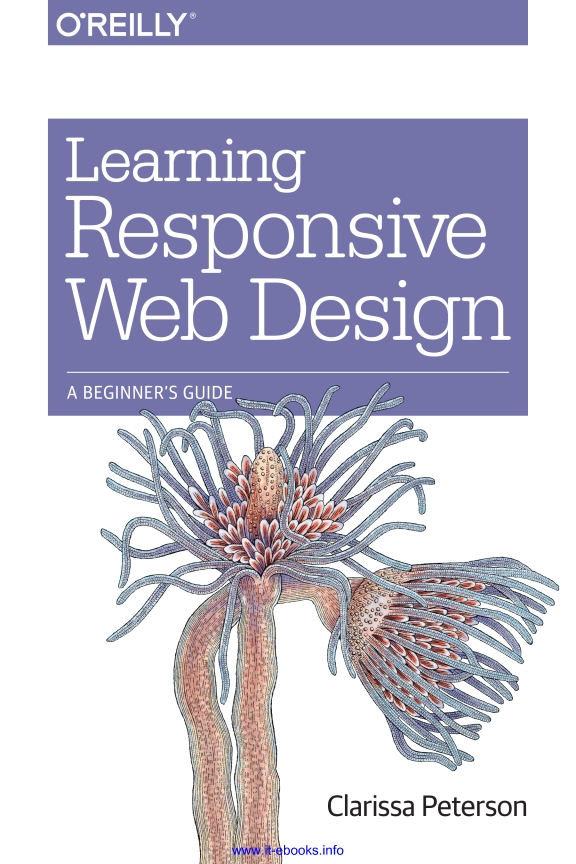 O'REILLY®
Learning
Responsive
Web Design
A BEGINNER'S GUIDE
Clarissa Peterson
www.it-ebooks.info